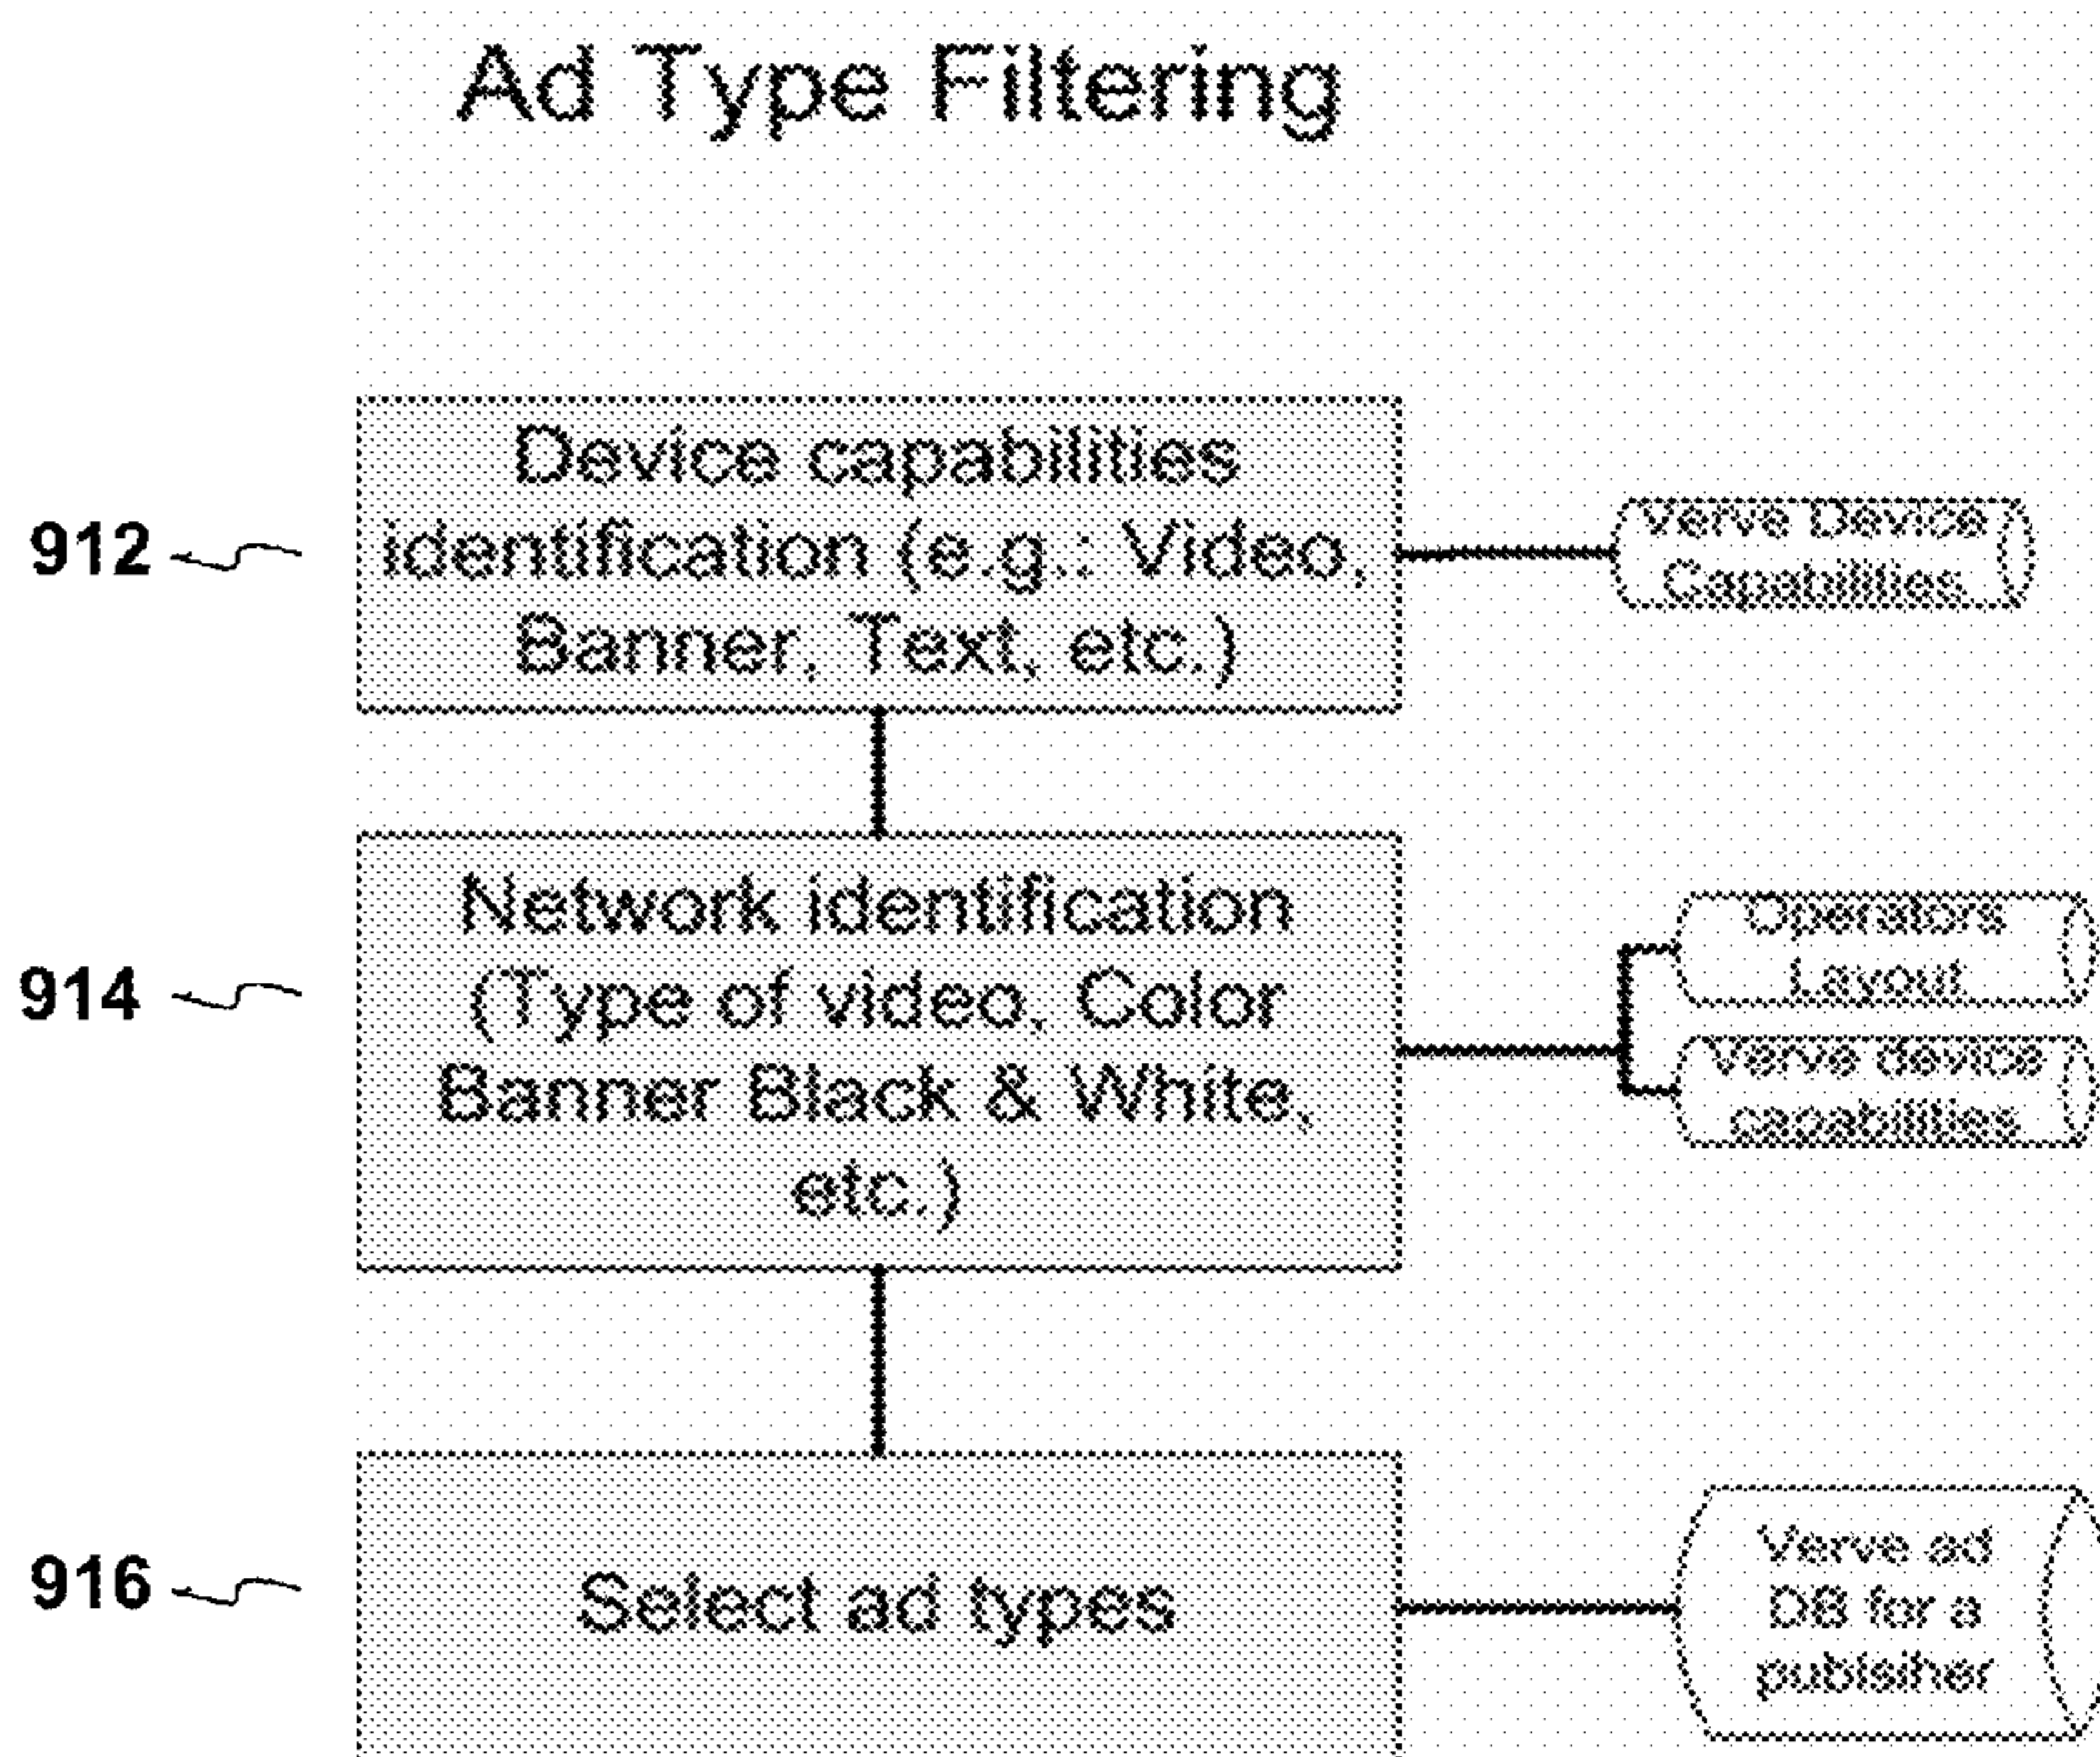 Ad Type Filtering
912
Device capabilities
identification (e.g.: Video,
Banner, Text, etc.)
Verve Device
Capabilities
914
Network identification
(Type of video, Color
Banner Black & White,
etc.)
Operators
Layout
Verve device
capabilities
916
Select ad types
Verve ad
DB for a
publsiher